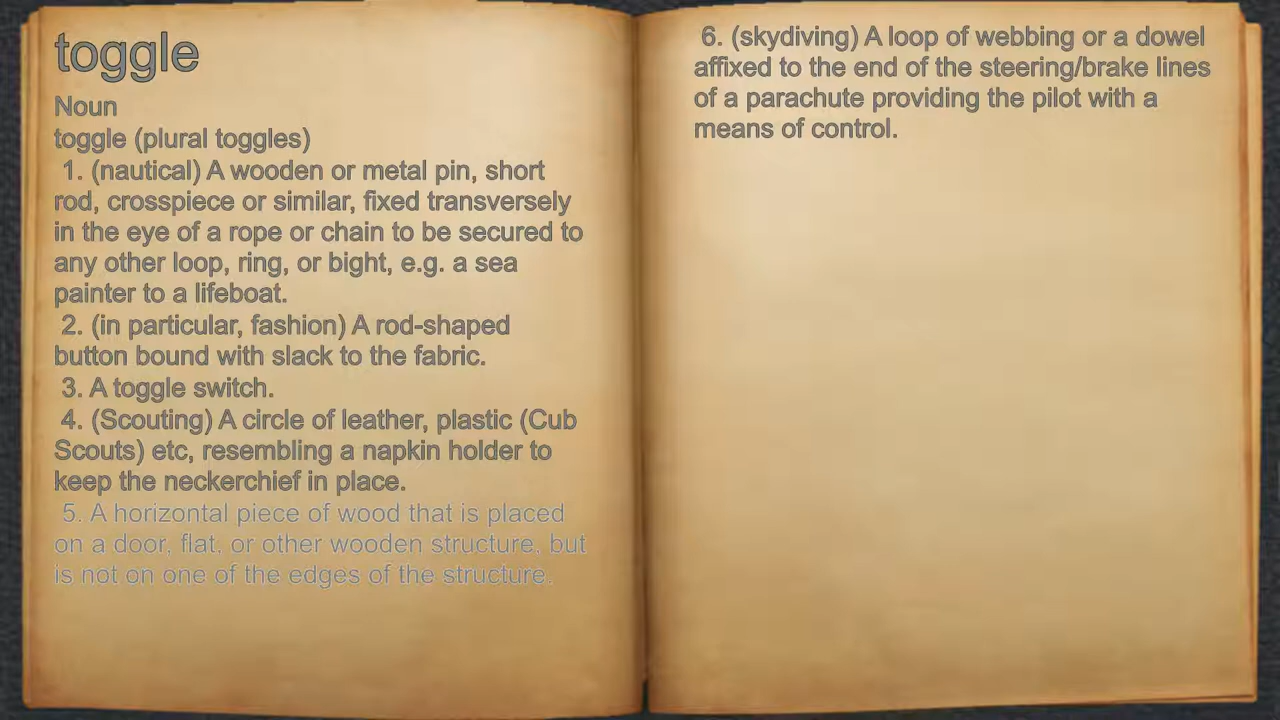 toggle
Noun
toggle (plural toggles)
1. (nautical) A wooden or metal pin, short
rod, crosspiece or similar, fixed transversely
in the eye of a rope or chain to be secured to
any other loop, ring, or bight, e.g. a sea
painter to a lifeboat.
2. (in particular, fashion) A rod-shaped
button bound with slack to the fabric.
3. A toggle switch.
4. (Scouting) A circle of leather, plastic (Cub
Scouts) etc, resembling a napkin holder to
keep the neckerchief in place.
5. A horizontal piece of wood that is placed
on a door, flat, or other wooden structure, but
is not on one of the edges of the structure.
6. (skydiving) A loop of webbing or a dowel
affixed to the end of the steering/brake lines
of a parachute providing the pilot with a
means of control.